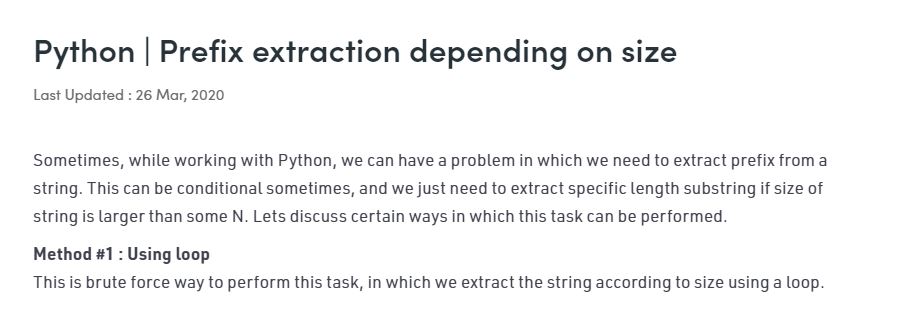 Python | Prefix extraction depending on size
Last Updated : 26 Mar, 2020
Sometimes, while working with Python, we can have a problem in which we need to extract prefix from a
string. This can be conditional sometimes, and we just need to extract specific length substring if size of
string is larger than some N. Lets discuss certain ways in which this task can be performed.
Method #1 : Using loop
This is brute force way to perform this task, in which we extract the string according to size using a loop.